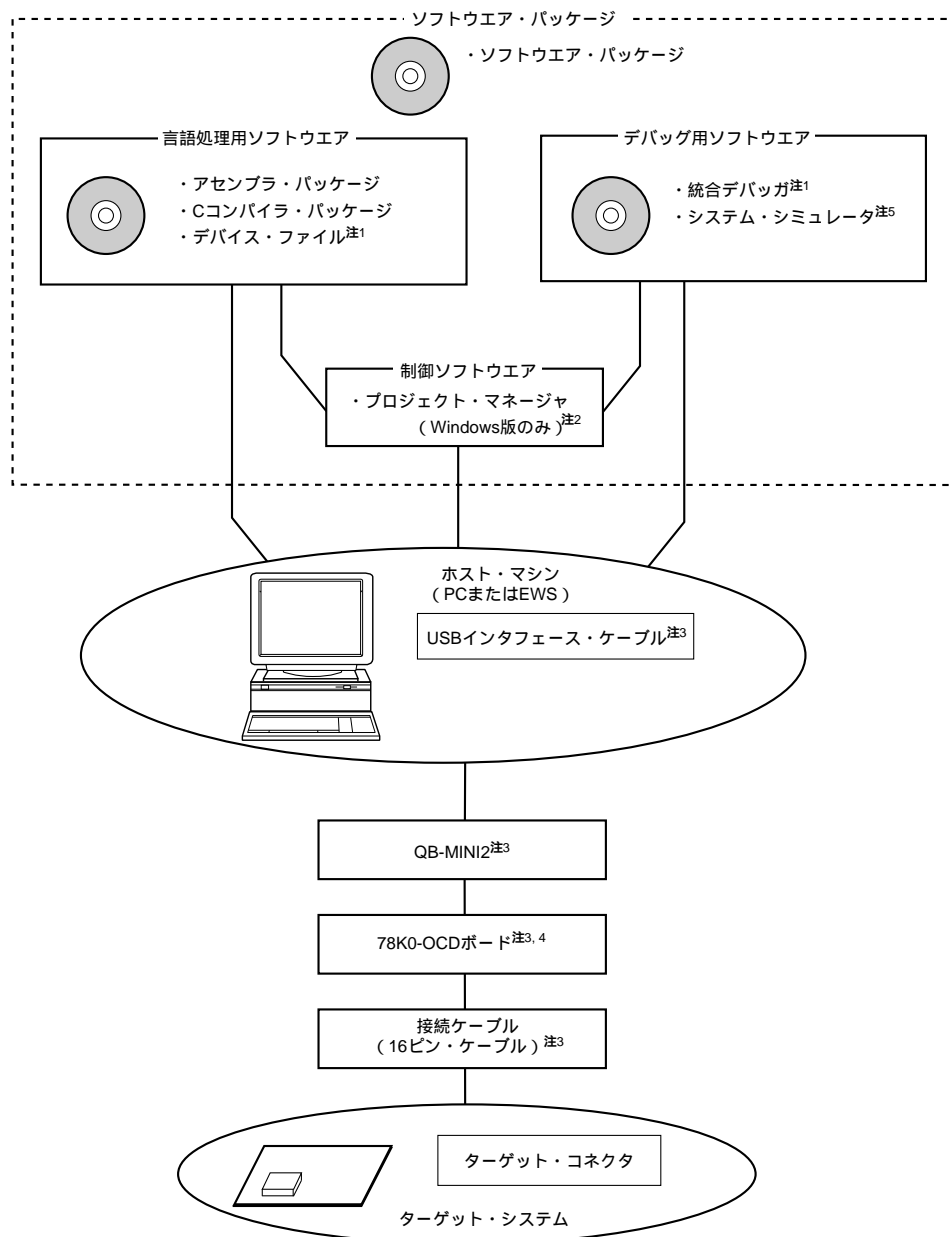 ソフトウエア・パッケージ
・ソフトウエア・パッケージ
言語処理用ソフトウエア
・アセンブラ・パッケージ
・Cコンパイラ・パッケージ
・デバイス・ファイル注1
デバッグ用ソフトウエア
・統合デバッガ注1
・システム・シミュレータ注5
制御ソフトウエア
・プロジェクト・マネージャ
（Windows版のみ）注2
ホスト・マシン
（PCまたはEWS）
USBインタフェース・ケーブル注3
QB-MINI2注3
78K0-OCDボード注3, 4
接続ケーブル
（16ピン・ケーブル）注3
ターゲット・コネクタ
ターゲット・システム